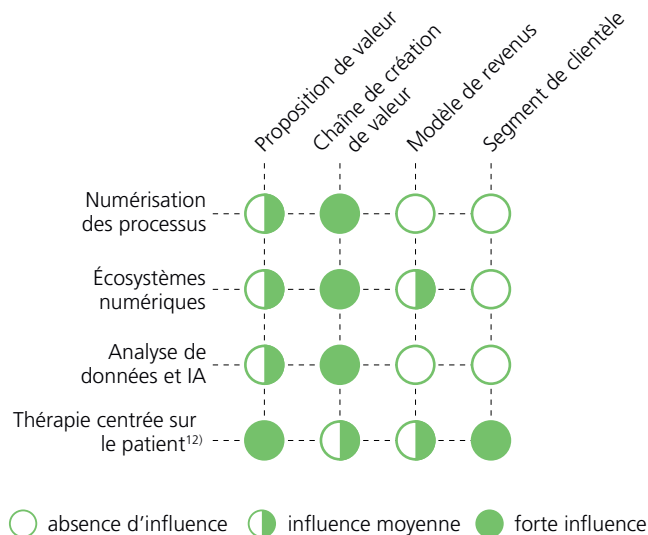 Proposition de valeur
Chaîne de création
de valeur
Modèle de revenus
Segment de clientèle
Numérisation
des processus
Écosystèmes
numériques
Analyse de
données et IA
Thérapie centrée sur
le patient12)
absence d’influence
influence moyenne
forte influence